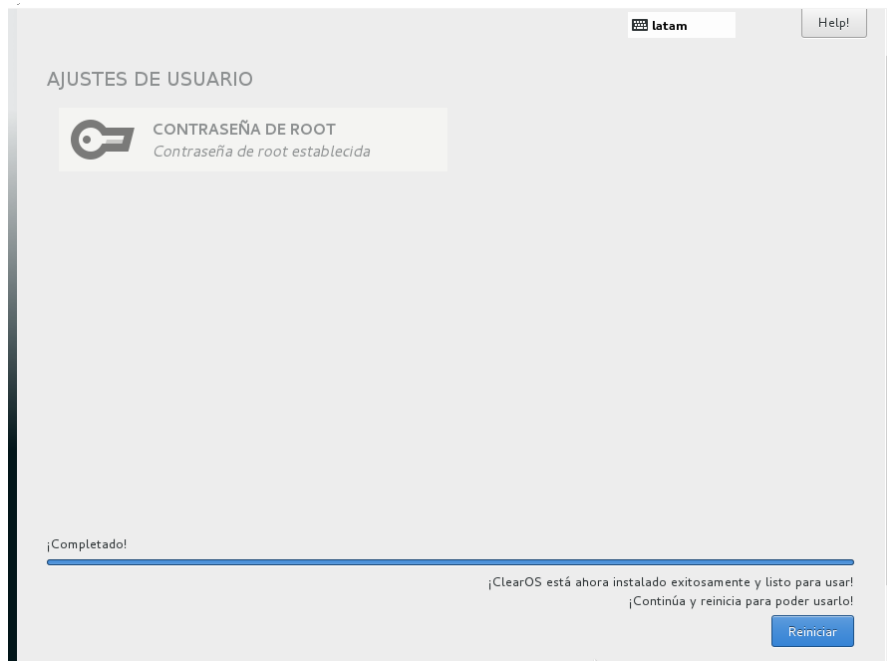 latam
Help!
AJUSTES DE USUARIO
CONTRASEÑA DE ROOT
Contraseña de root establecida
¡Completado!
¡ClearOS está ahora instalado exitosamente y listo para usar!
¡Continúa y reinicia para poder usarlo!
Reiniciar